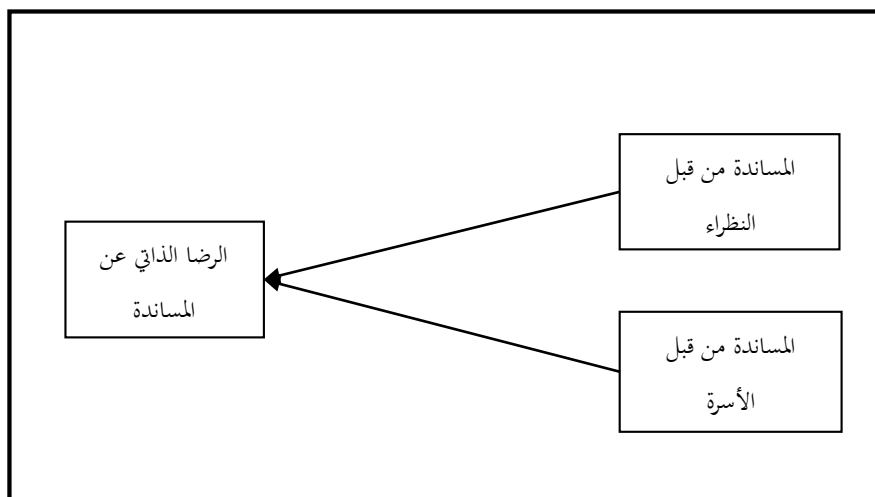 المساندة من قبل
النظراء
الرضا الذاتي عن
المساندة
المساندة من قبل
الأسرة